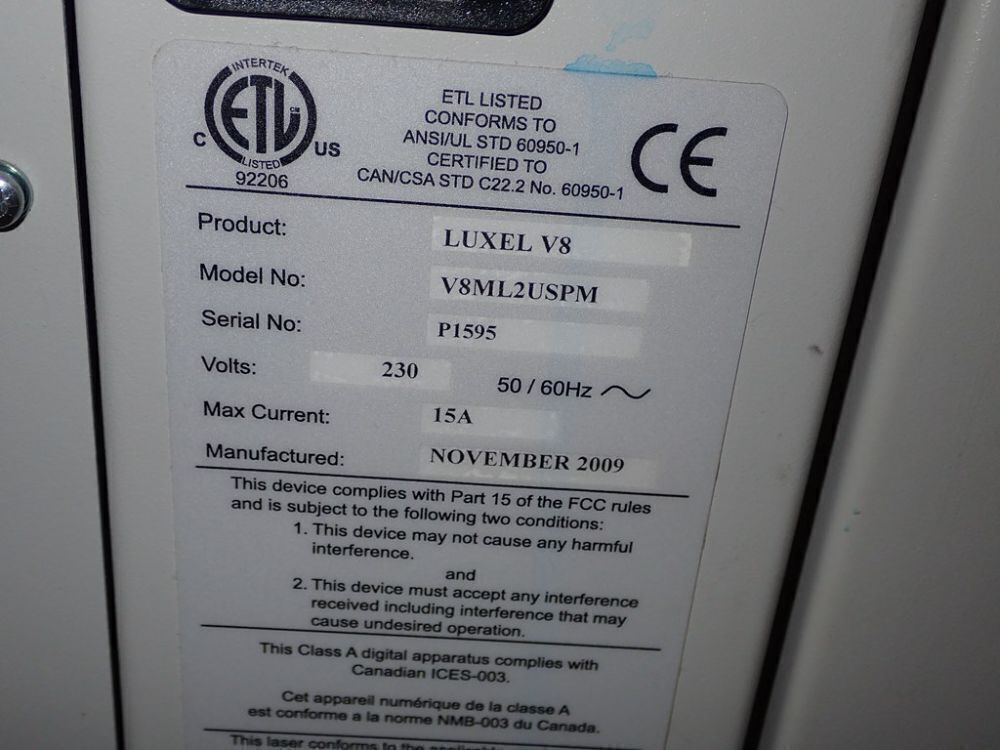 INTERTEK
ETL CM
C US
LISTED
92206
ETL LISTED
CONFORMS TO
ANSI/UL STD 60950-1
CERTIFIED TO
CAN/CSA STD C22.2 No. 60950-1
CE
Product: LUXEL V8
Model No: V8ML2USPM
Serial No: P1595
Volts: 230 50 / 60Hz
Max Current: 15A
Manufactured: NOVEMBER 2009
This device complies with Part 15 of the FCC rules
and is subject to the following two conditions:
1. This device may not cause any harmful
interference.
and
2. This device must accept any interference
received including interference that may
cause undesired operation.
This Class A digital apparatus complies with
Canadian ICES-003.
Cet appareil numérique de la classe A
est conforme a la norme NMB-003 du Canada.
This laser conforms to the